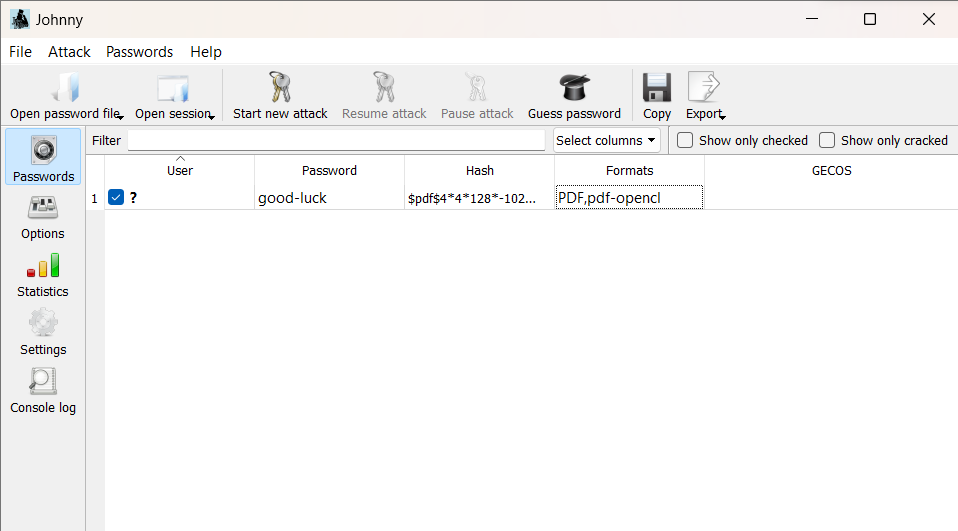 Johnny
File Attack Passwords Help
Open password file Open session Start new attack Resume attack Pause attack Guess password Copy Export
Passwords
Options
Statistics
Settings
Console log
Filter Select columns Show only checked Show only cracked
User Password Hash Formats GECOS
1 ? good-luck $pdf$4*4*128*-102... PDF,pdf-opencl